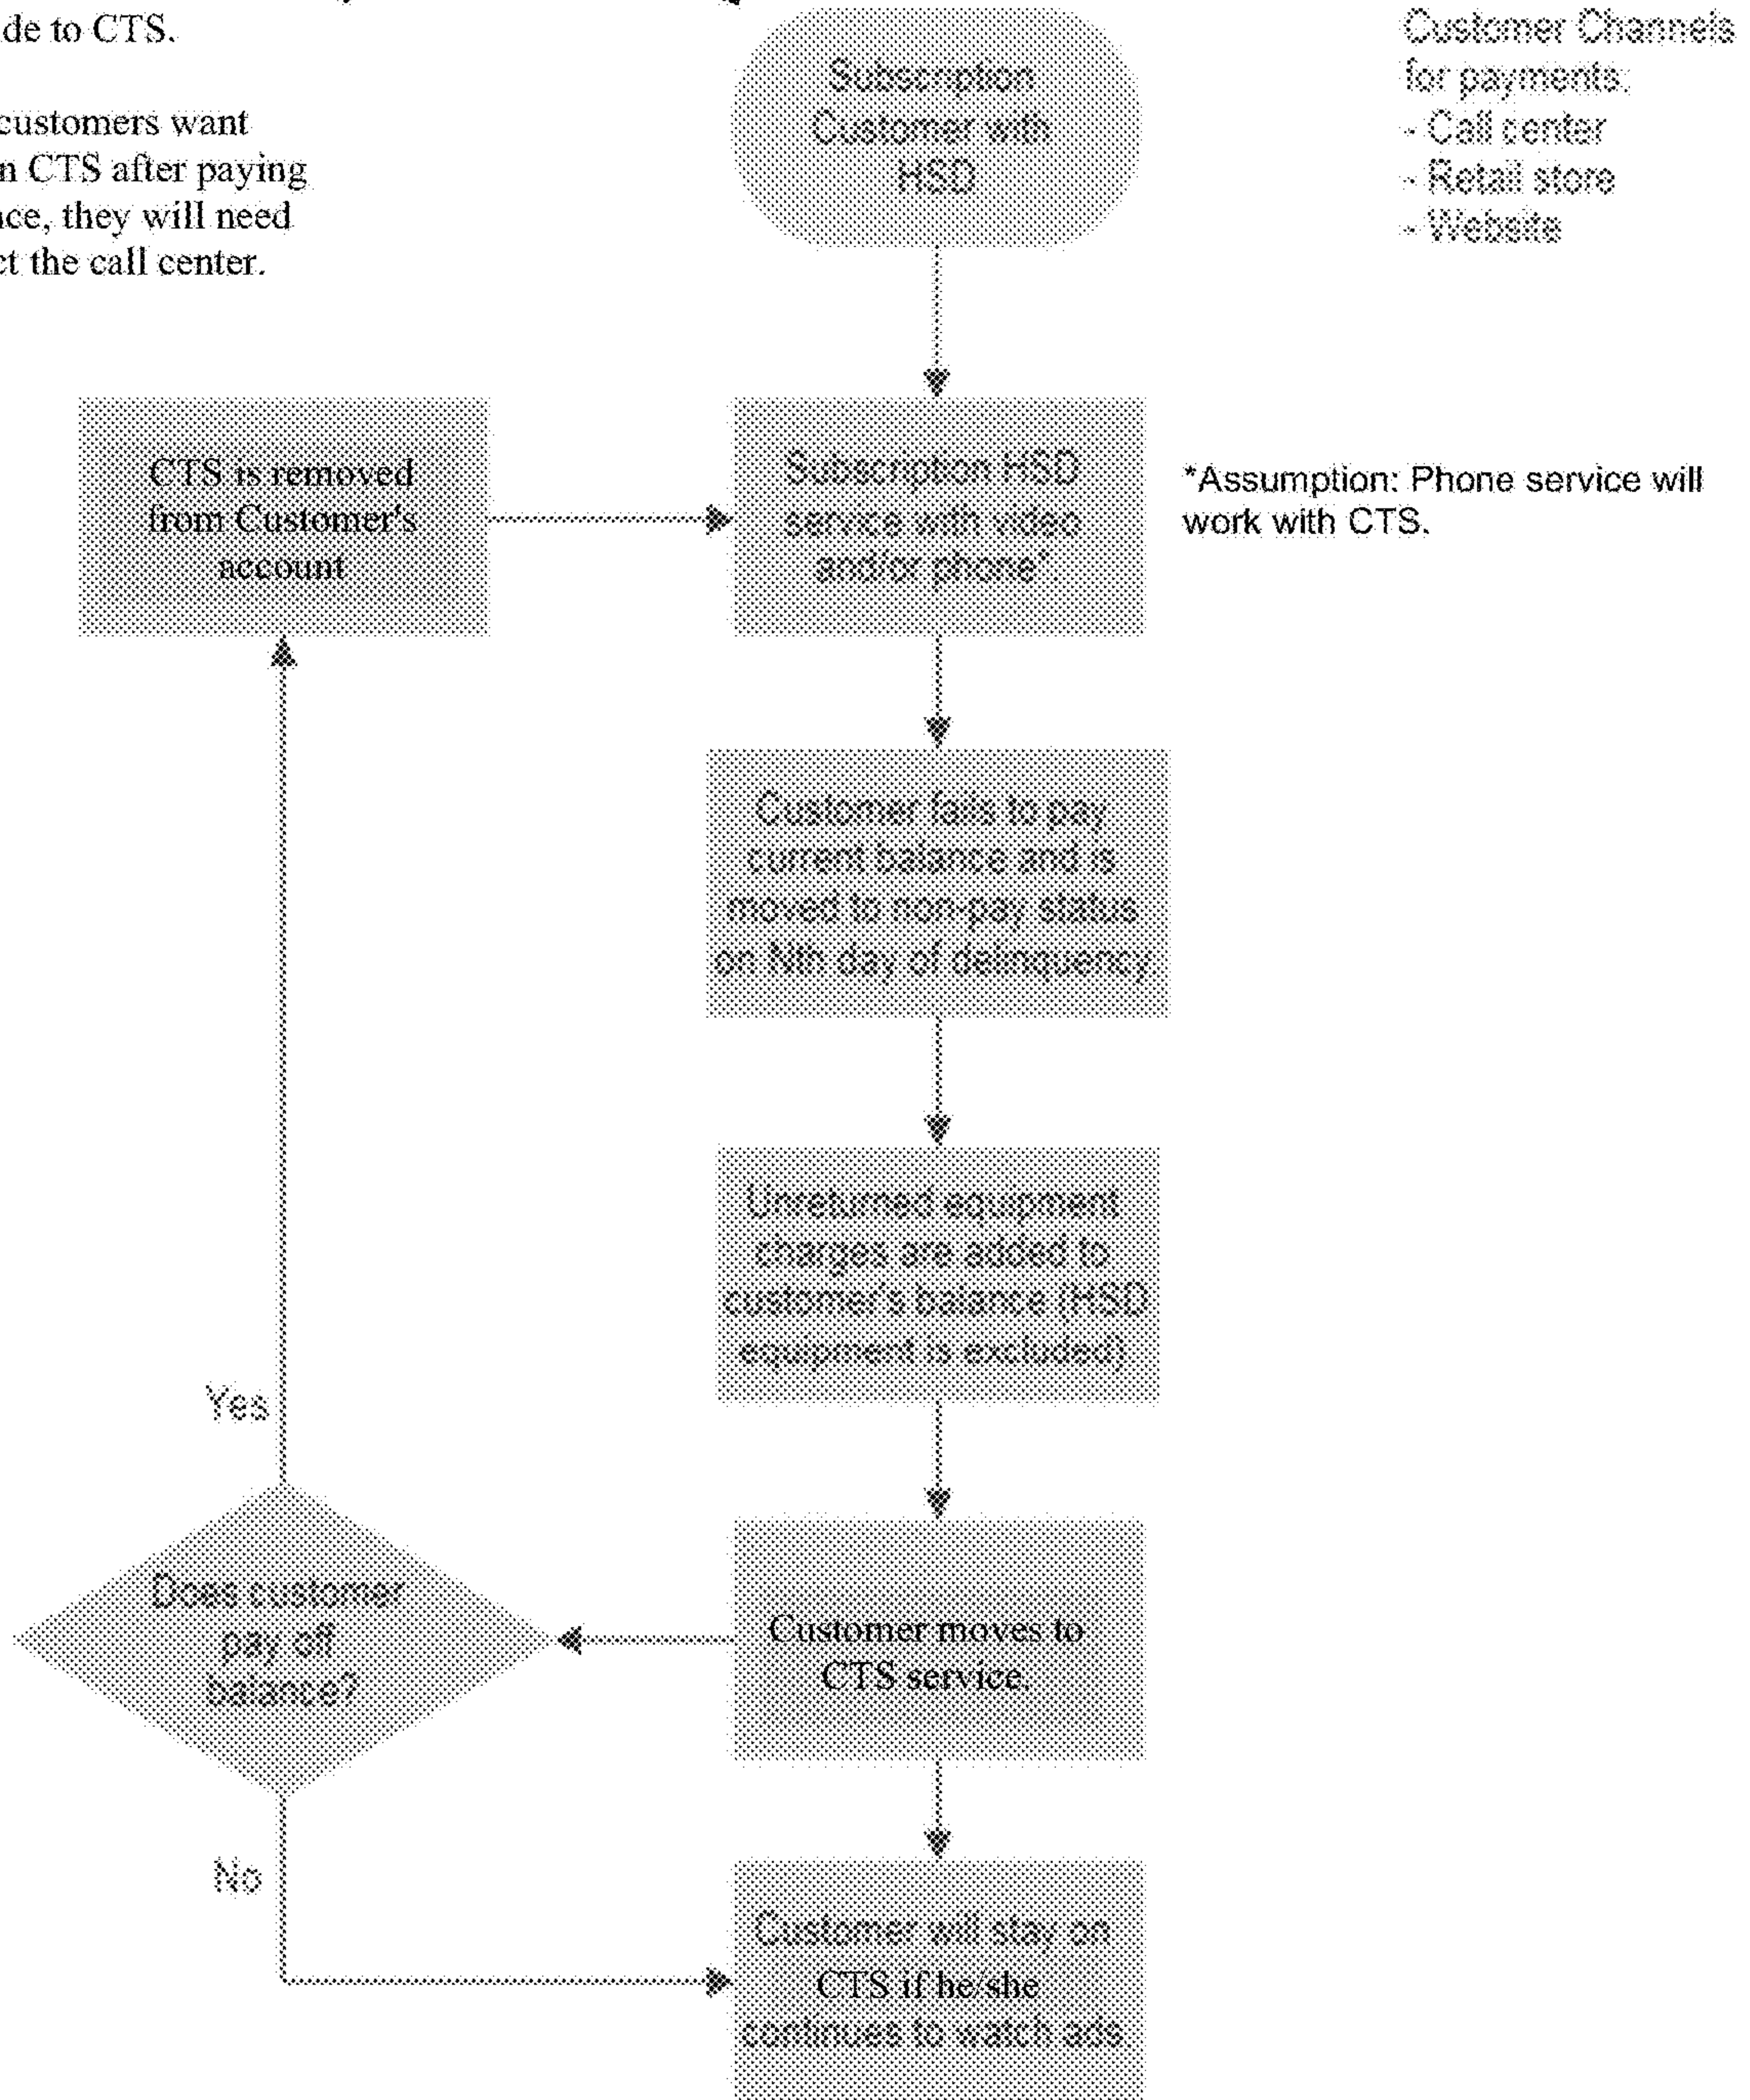 de to CTS.
customers want
n CTS after paying
nce, they will need
ct the call center.
Subscription
Customer with
HSD
Customer Channels
for payments:
- Call center
- Retail store
- Website
CTS is removed
from Customer's
account
Subscription HSD
service with video
and/or phone*.
*Assumption: Phone service will
work with CTS.
Customer fails to pay
current balance and is
moved to non-pay status
on Nth day of delinquency
Unreturned equipment
charges are added to
customer's balance (HSD
equipment is excluded)
Yes
Does customer
pay off
balance?
Customer moves to
CTS service.
No
Customer will stay on
CTS if he/she
continues to watch ads